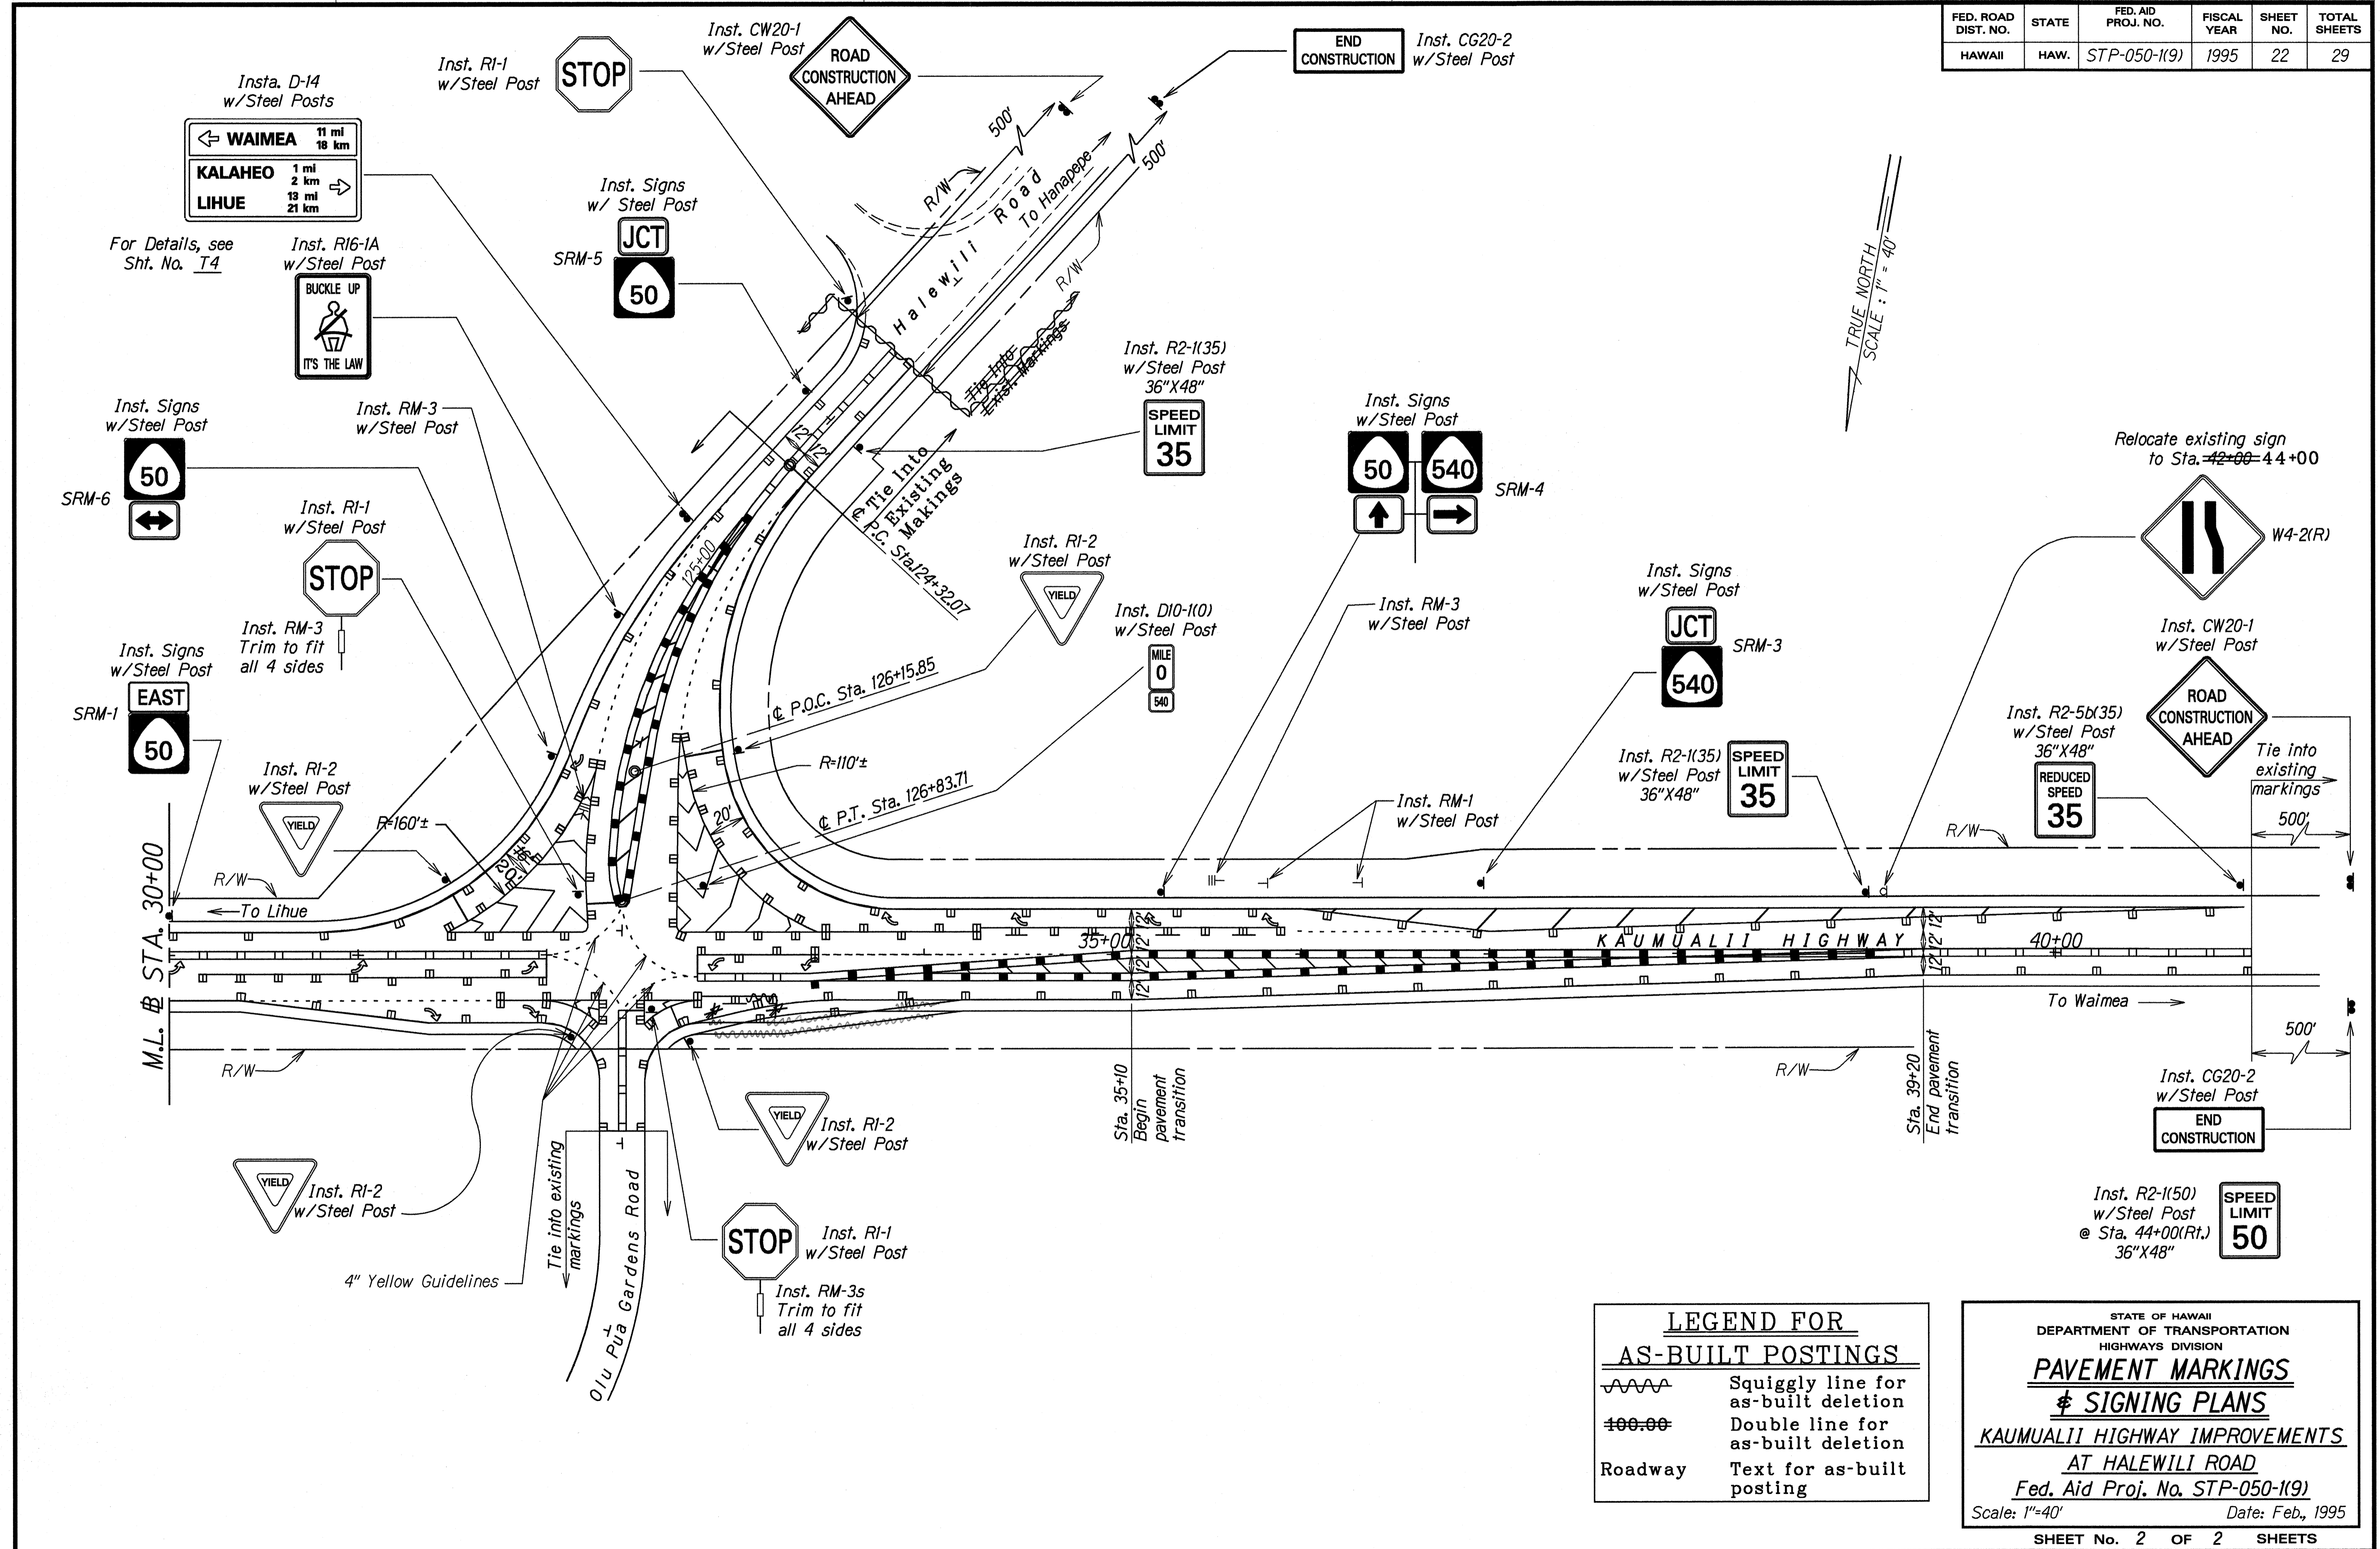 FED. ROAD DIST. NO.
STATE
FED. AID PROJ. NO.
FISCAL YEAR
SHEET NO.
TOTAL SHEETS
HAWAII
HAW.
STP-050-1(9)
1995
22
29
Insta. D-14
w/Steel Posts
WAIMEA 11 mi
18 km
KALAHEO 1 mi
2 km
LIHUE 13 mi
21 km
For Details, see
Sht. No. T4
Inst. R1-1
w/Steel Post
STOP
Inst. CW20-1
w/Steel Post
ROAD
CONSTRUCTION
AHEAD
END
CONSTRUCTION
Inst. CG20-2
w/Steel Post
Inst. Signs
w/ Steel Post
JCT
SRM-5
50
Inst. R16-1A
w/Steel Post
BUCKLE UP
IT'S THE LAW
500'
500'
R/W
Halewili Road
To Hanapepe
R/W
Tie Into
Exist. Markings
TRUE NORTH
SCALE : 1" = 40'
Inst. R2-1(35)
w/Steel Post
36"X48"
SPEED
LIMIT
35
Inst. Signs
w/Steel Post
50
SRM-6
Inst. RM-3
w/Steel Post
12'
12'
Tie Into
Existing
Makings
℄ P.C. Sta.124+32.07
125+00
Inst. Signs
w/Steel Post
50
540
SRM-4
Relocate existing sign
to Sta. 42+00 44+00
W4-2(R)
Inst. R1-1
w/Steel Post
STOP
Inst. RM-3
Trim to fit
all 4 sides
Inst. R1-2
w/Steel Post
YIELD
Inst. D10-1(0)
w/Steel Post
MILE
0
540
Inst. RM-3
w/Steel Post
Inst. Signs
w/Steel Post
JCT
540
SRM-3
Inst. CW20-1
w/Steel Post
ROAD
CONSTRUCTION
AHEAD
Inst. Signs
w/Steel Post
EAST
SRM-1
50
℄ P.O.C. Sta. 126+15.85
R=110'±
℄ P.T. Sta. 126+83.71
20'
Inst. R1-2
w/Steel Post
YIELD
R=160'±
Inst. RM-1
w/Steel Post
Inst. R2-1(35)
w/Steel Post
36"X48"
SPEED
LIMIT
35
Inst. R2-5b(35)
w/Steel Post
36"X48"
REDUCED
SPEED
35
Tie into
existing
markings
500'
R/W
R/W
To Lihue
M.L. B STA. 30+00
35+00
12'
12'
12'
12'
KAUMUALII HIGHWAY
12'
12'
12'
40+00
To Waimea
R/W
R/W
500'
Sta. 35+10
Begin
pavement
transition
Sta. 39+20
End pavement
transition
Inst. CG20-2
w/Steel Post
END
CONSTRUCTION
YIELD
Inst. R1-2
w/Steel Post
YIELD
Inst. R1-2
w/Steel Post
Tie into existing
markings
Olu Pua Gardens Road
4" Yellow Guidelines
STOP
Inst. R1-1
w/Steel Post
Inst. RM-3s
Trim to fit
all 4 sides
Inst. R2-1(50)
w/Steel Post
@ Sta. 44+00(Rt.)
36"X48"
SPEED
LIMIT
50
LEGEND FOR
AS-BUILT POSTINGS
Squiggly line for
as-built deletion
100.00 Double line for
as-built deletion
Roadway Text for as-built
posting
STATE OF HAWAII
DEPARTMENT OF TRANSPORTATION
HIGHWAYS DIVISION
PAVEMENT MARKINGS
& SIGNING PLANS
KAUMUALII HIGHWAY IMPROVEMENTS
AT HALEWILI ROAD
Fed. Aid Proj. No. STP-050-1(9)
Scale: 1"=40' Date: Feb., 1995
SHEET No. 2 OF 2 SHEETS